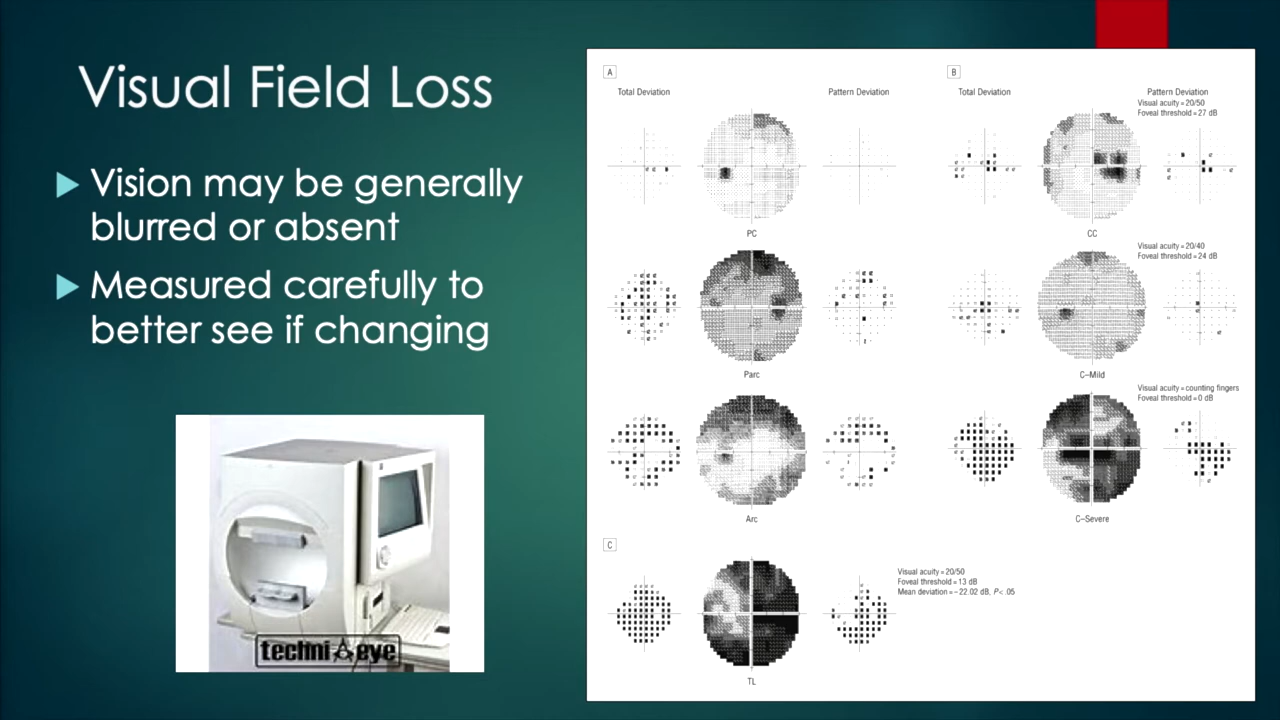 Visual Field Loss
Vision may be generally
blurred or absent
Measured carefully to
better see if changing
techni eye
A
Total Deviation
Pattern Deviation
PC
Parc
Arc
B
Total Deviation
Pattern Deviation
Visual acuity = 20/50
Foveal threshold = 27 dB
CC
Visual acuity = 20/40
Foveal threshold = 24 dB
C–Mild
Visual acuity = counting fingers
Foveal threshold = 0 dB
C–Severe
C
Visual acuity = 20/50
Foveal threshold = 13 dB
Mean deviation = – 22.02 dB, P < .05
TL